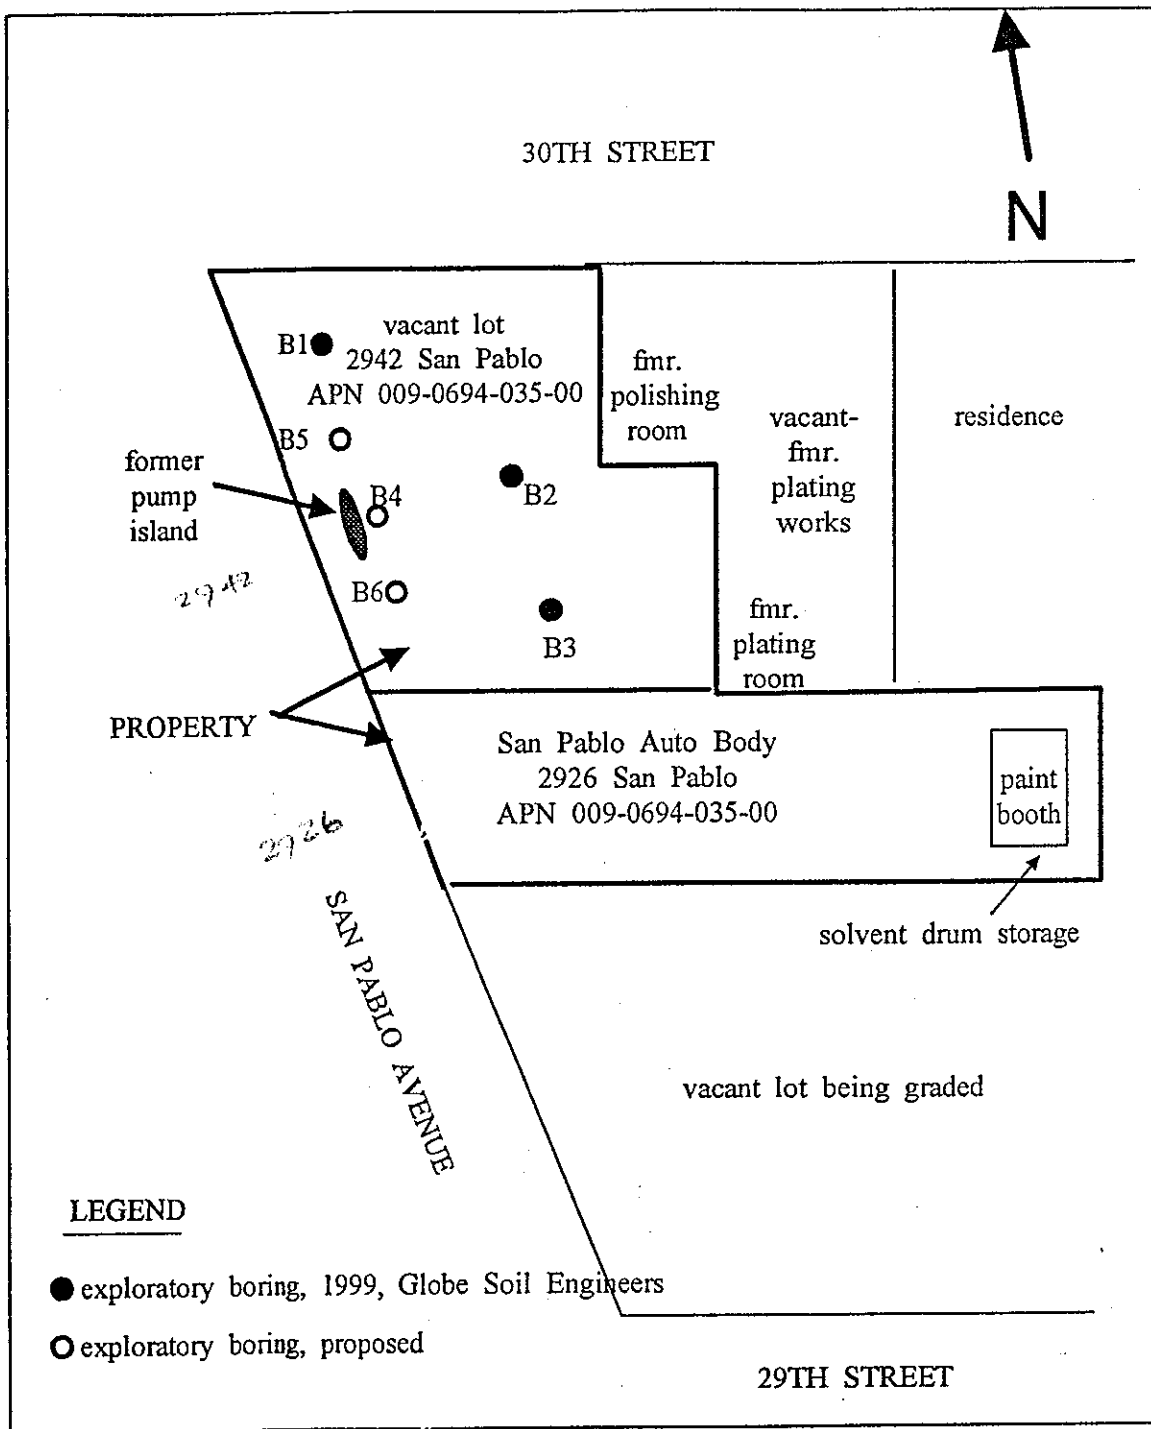 30TH STREET
N
vacant lot
2942 San Pablo
APN 009-0694-035-00
B1
B5
former
pump
island
B4
B2
B6
B3
fmr.
polishing
room
vacant-
fmr.
plating
works
residence
fmr.
plating
room
2942
PROPERTY
San Pablo Auto Body
2926 San Pablo
APN 009-0694-035-00
paint
booth
solvent drum storage
2926
SAN PABLO AVENUE
vacant lot being graded
LEGEND
exploratory boring, 1999, Globe Soil Engineers
exploratory boring, proposed
29TH STREET